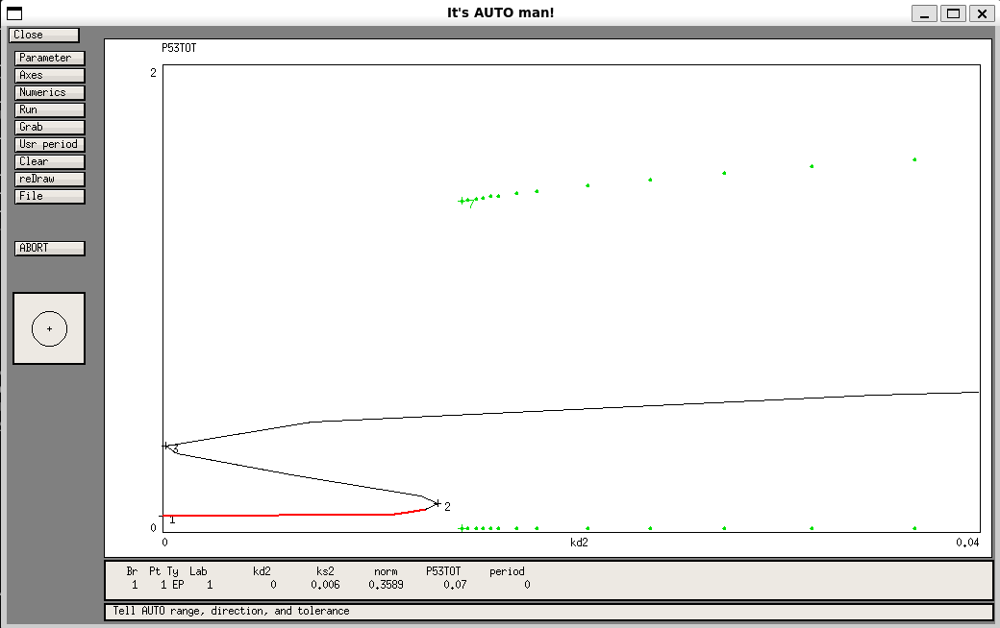 It's AUTO man!
Close
Parameter
Axes
Numerics
Run
Grab
Usr period
Clear
reDraw
File
ABORT
P53TOT
2
7
3
2
1
0
0 kd2 0.04
Br Pt Ty Lab kd2 ks2 norm P53TOT period
1 1 EP 1 0 0.006 0.3589 0.07 0
Tell AUTO range, direction, and tolerance